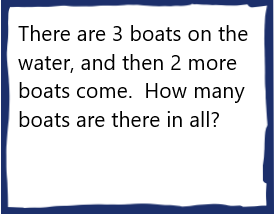 There are 3 boats on the
water, and then 2 more
boats come.  How many
boats are there in all?